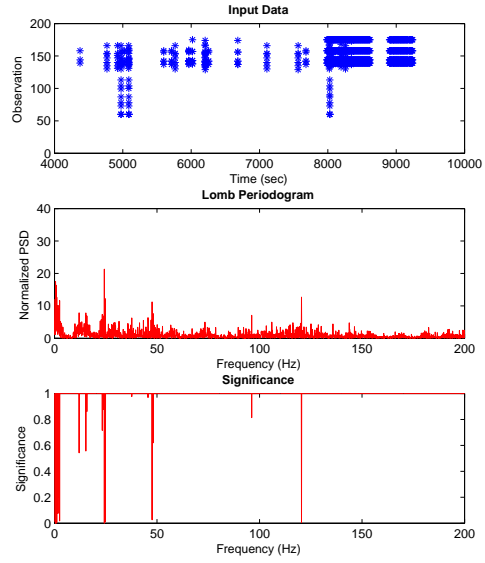 Input Data
200
150
100
50
0
Observation
4000 5000 6000 7000 8000 9000 10000
Time (sec)
Lomb Periodogram
40
30
20
10
0
Normalized PSD
0 50 100 150 200
Frequency (Hz)
Significance
1
0.8
0.6
0.4
0.2
0
Significance
0 50 100 150 200
Frequency (Hz)